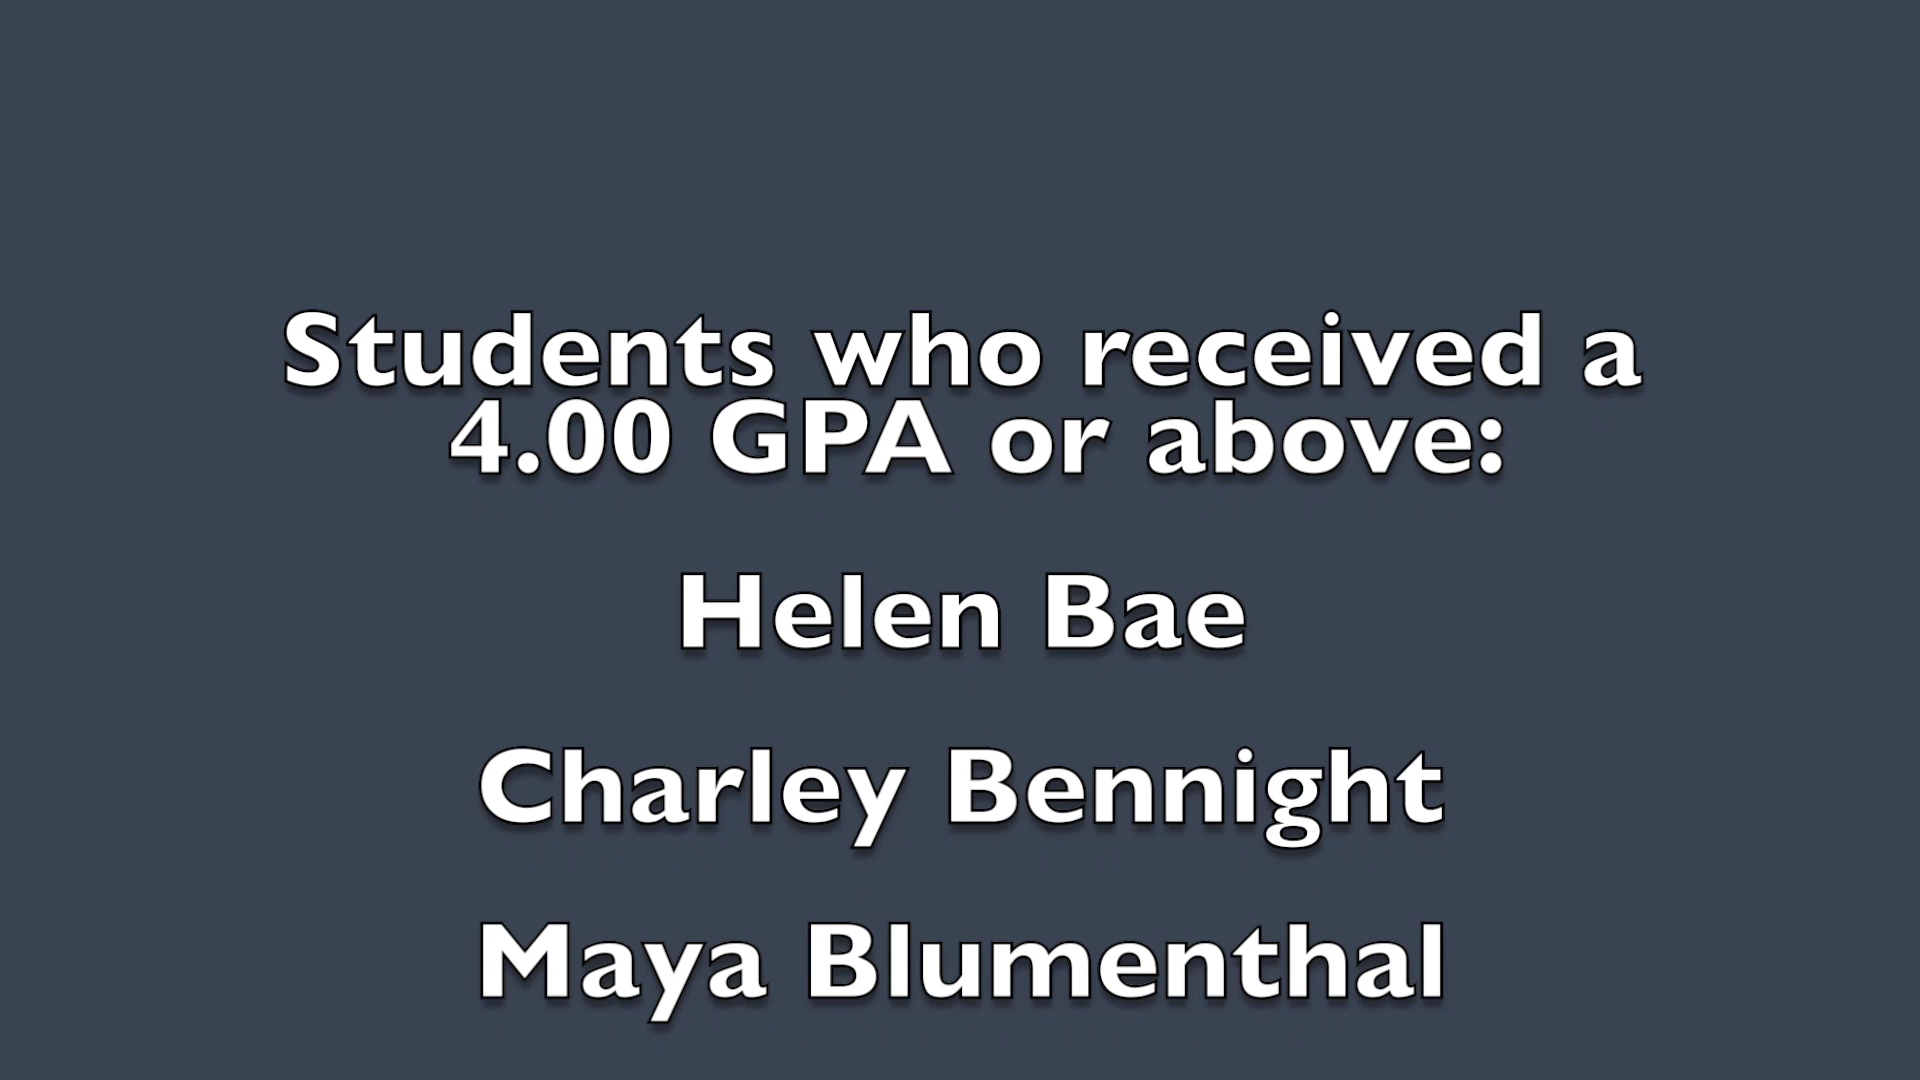 Students who received a
4.00 GPA or above:
Helen Bae
Charley Bennight
Maya Blumenthal